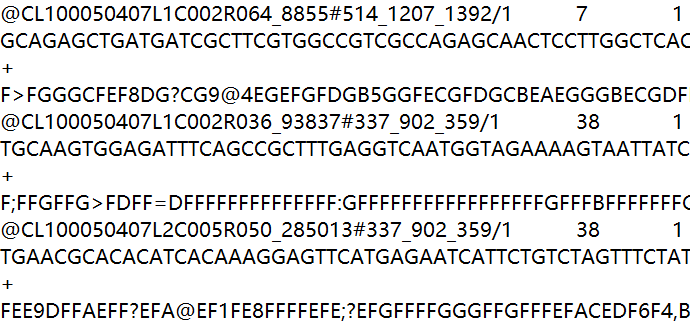 @CL100050407L1C002R064_8855#514_1207_1392/1 7 1
GCAGAGCTGATGATCGCTTCGTGGCCGTCGCCAGAGCAACTCCTTGGCTCAC
+
F>FGGGCFEF8DG?CG9@4EGEFGFDGB5GGFECGFDGCBEAEGGGBECGDF
@CL100050407L1C002R036_93837#337_902_359/1 38 1
TGCAAGTGGAGATTTCAGCCGCTTTGAGGTCAATGGTAGAAAAGTAATTATC
+
F;FFGFFG>FDFF=DFFFFFFFFFFFFFF:GFFFFFFFFFFFFFFFFFGFFFBFFFFFFFC
@CL100050407L2C005R050_285013#337_902_359/1 38 1
TGAACGCACACATCACAAAGGAGTTCATGAGAATCATTCTGTCTAGTTTCTAT
+
FEE9DFFAEFF?EFA@EF1FE8FFFFEFE;?EFGFFFFGGGFFGFFFEFACEDF6F4,B